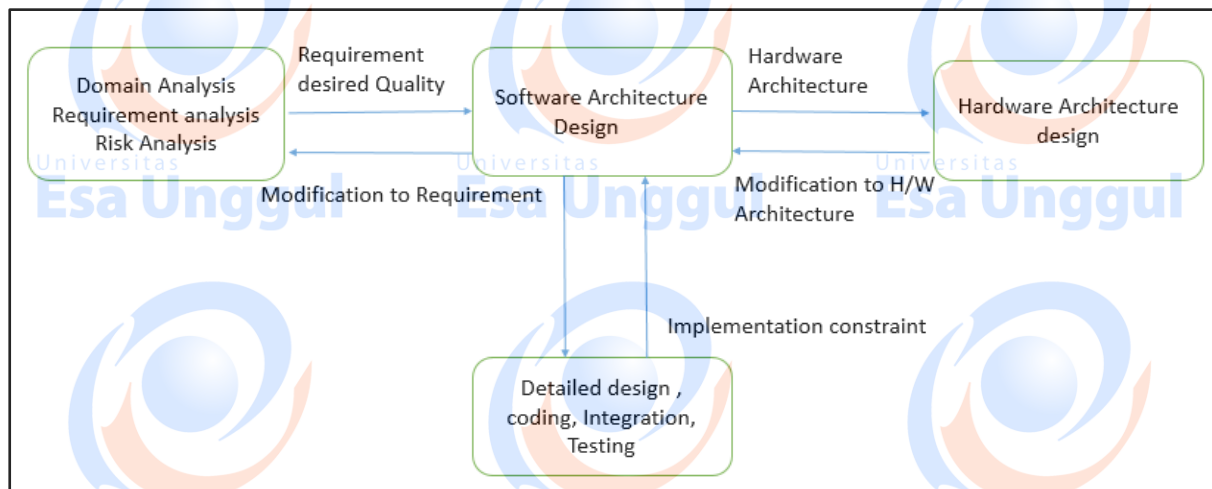 Domain Analysis
Requirement analysis
Risk Analysis
Requirement
desired Quality
Modification to Requirement
Software Architecture
Design
Hardware
Architecture
Modification to H/W
Architecture
Hardware Architecture
design
Implementation constraint
Detailed design ,
coding, Integration,
Testing
Universitas
Esa Unggul
Universitas
Esa Unggul
Universitas
Esa Unggul